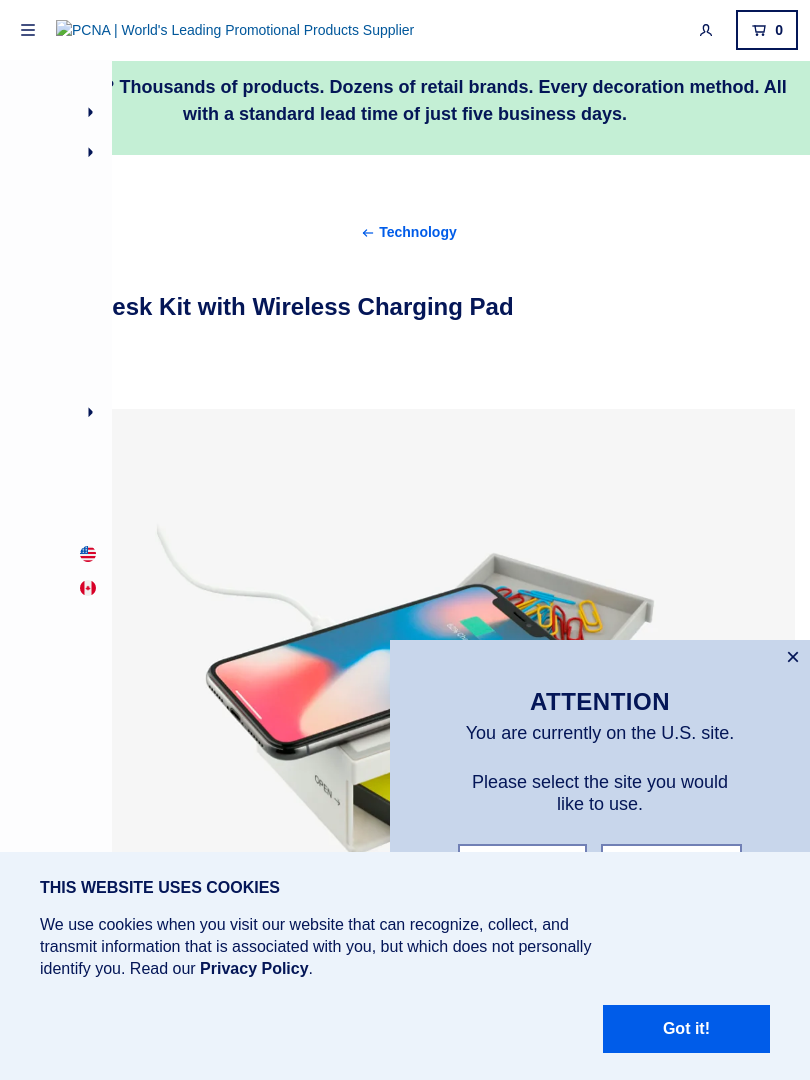 PCNA | World's Leading Promotional Products Supplier
0
? Thousands of products. Dozens of retail brands. Every decoration method. All
with a standard lead time of just five business days.
Technology
esk Kit with Wireless Charging Pad
OPEN
ATTENTION
You are currently on the U.S. site.
Please select the site you would
like to use.
THIS WEBSITE USES COOKIES
We use cookies when you visit our website that can recognize, collect, and
transmit information that is associated with you, but which does not personally
identify you. Read our Privacy Policy.
Got it!